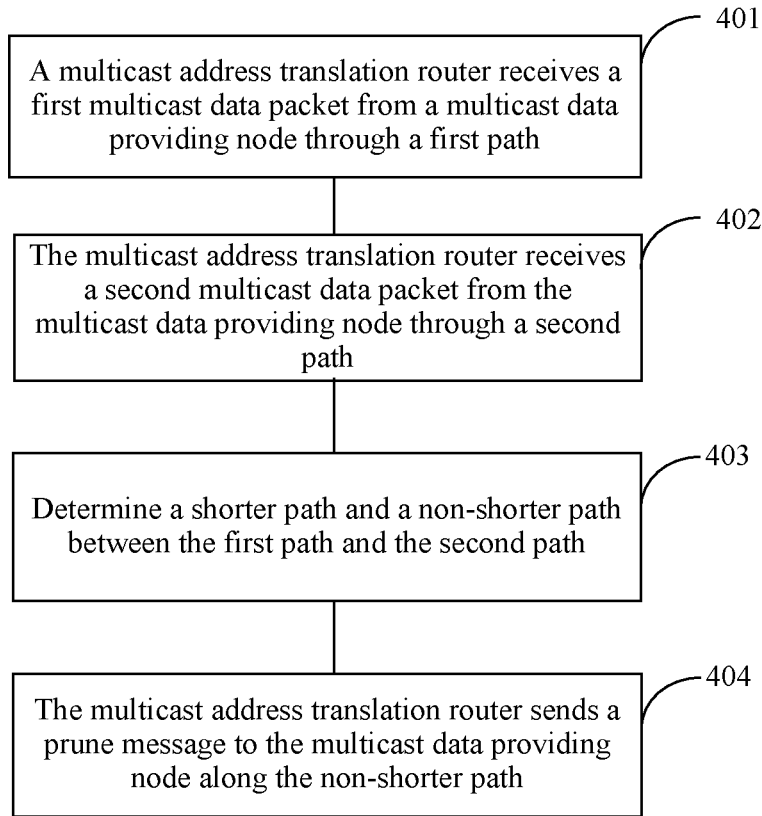 401
A multicast address translation router receives a
first multicast data packet from a multicast data
providing node through a first path
402
The multicast address translation router receives
a second multicast data packet from the
multicast data providing node through a second
path
403
Determine a shorter path and a non-shorter path
between the first path and the second path
404
The multicast address translation router sends a
prune message to the multicast data providing
node along the non-shorter path